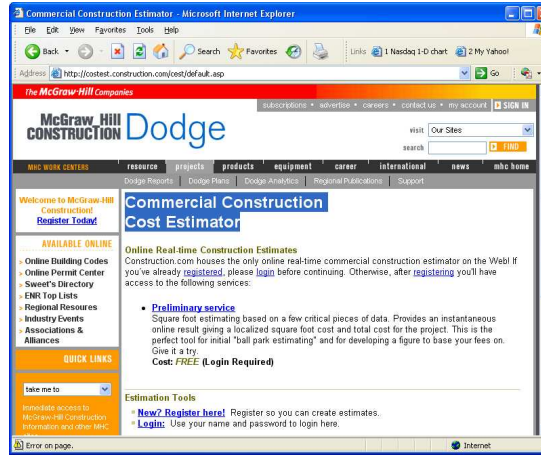 Commercial Construction Estimator - Microsoft Internet Explorer
File Edit View Favorites Tools Help
Back Search Favorites Links 1 Nasdaq 1-D chart 2 My Yahoo!
Address http://costest.construction.com/cest/default.asp Go
The McGraw·Hill Companies
subscriptions • advertise • careers • contact us • my account SIGN IN
McGraw_Hill
CONSTRUCTION Dodge
visit Our Sites
search FIND
MHC WORK CENTERS resource projects products equipment career international news mhc home
Dodge Reports Dodge Plans Dodge Analytics Regional Publications Support
Welcome to McGraw-Hill
Construction!
Register Today!
AVAILABLE ONLINE
Online Building Codes
Online Permit Center
Sweet's Directory
ENR Top Lists
Regional Resoures
Industry Events
Associations &
Alliances
QUICK LINKS
take me to
Immediate access to
McGraw-Hill Construction
Information and other MHC
Commercial Construction
Cost Estimator
Online Real-time Construction Estimates
Construction.com houses the only online real-time commercial construction estimator on the Web! If
you've already registered, please login before continuing. Otherwise, after registering you'll have
access to the following services:
• Preliminary service
Square foot estimating based on a few critical pieces of data. Provides an instantaneous
online result giving a localized square foot cost and total cost for the project. This is the
perfect tool for initial "ball park estimating" and for developing a figure to base your fees on.
Give it a try.
Cost: FREE (Login Required)
Estimation Tools
New? Register here! Register so you can create estimates.
Login: Use your name and password to login here.
Error on page. Internet